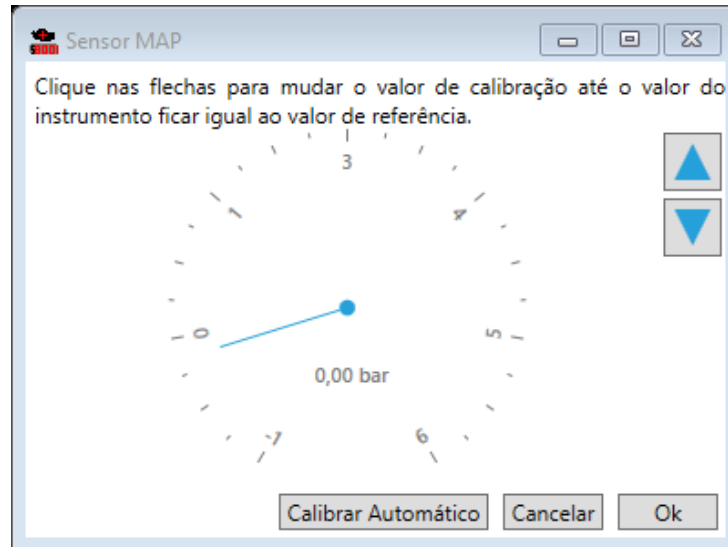 Sensor MAP
Clique nas flechas para mudar o valor de calibração até o valor do
instrumento ficar igual ao valor de referência.
3
1
4
0
5
0,00 bar
-1
6
Calibrar Automático
Cancelar
Ok